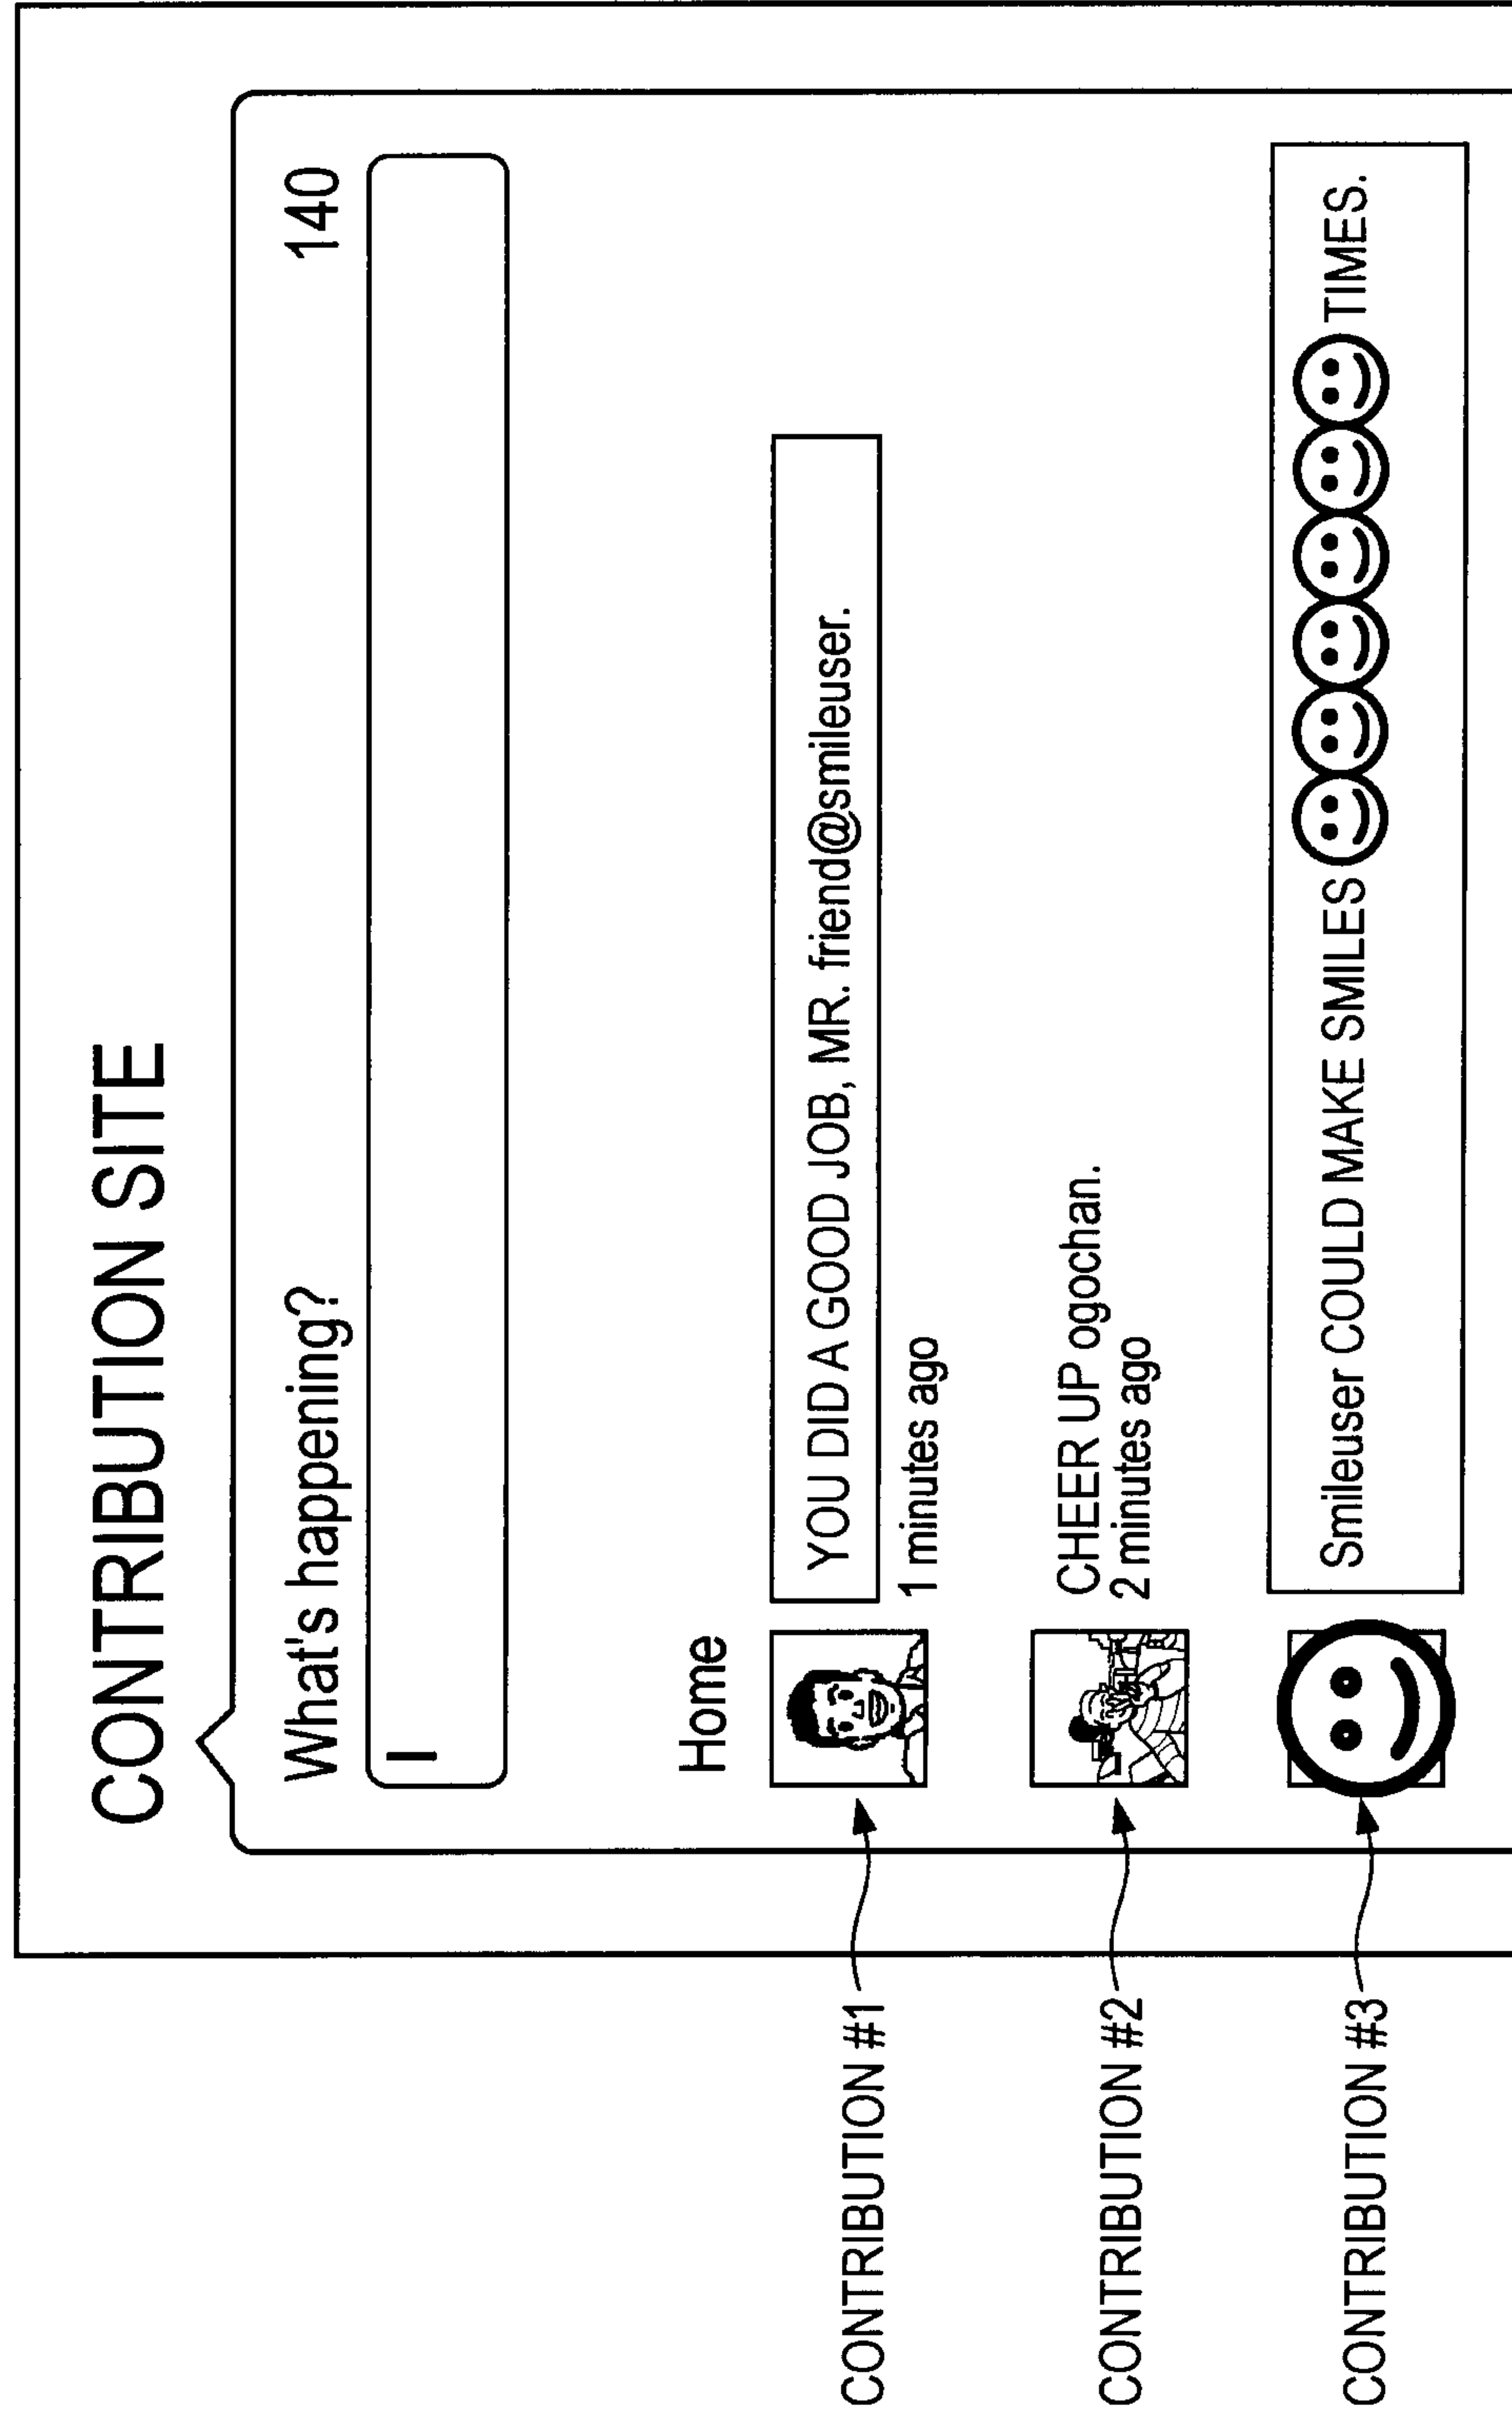 CONTRIBUTION SITE
What's happening? 140
Home
CONTRIBUTION #1
YOU DID A GOOD JOB, MR. friend@smileuser.
1 minutes ago
CONTRIBUTION #2
CHEER UP ogochan.
2 minutes ago
CONTRIBUTION #3
Smileuser COULD MAKE SMILES TIMES.